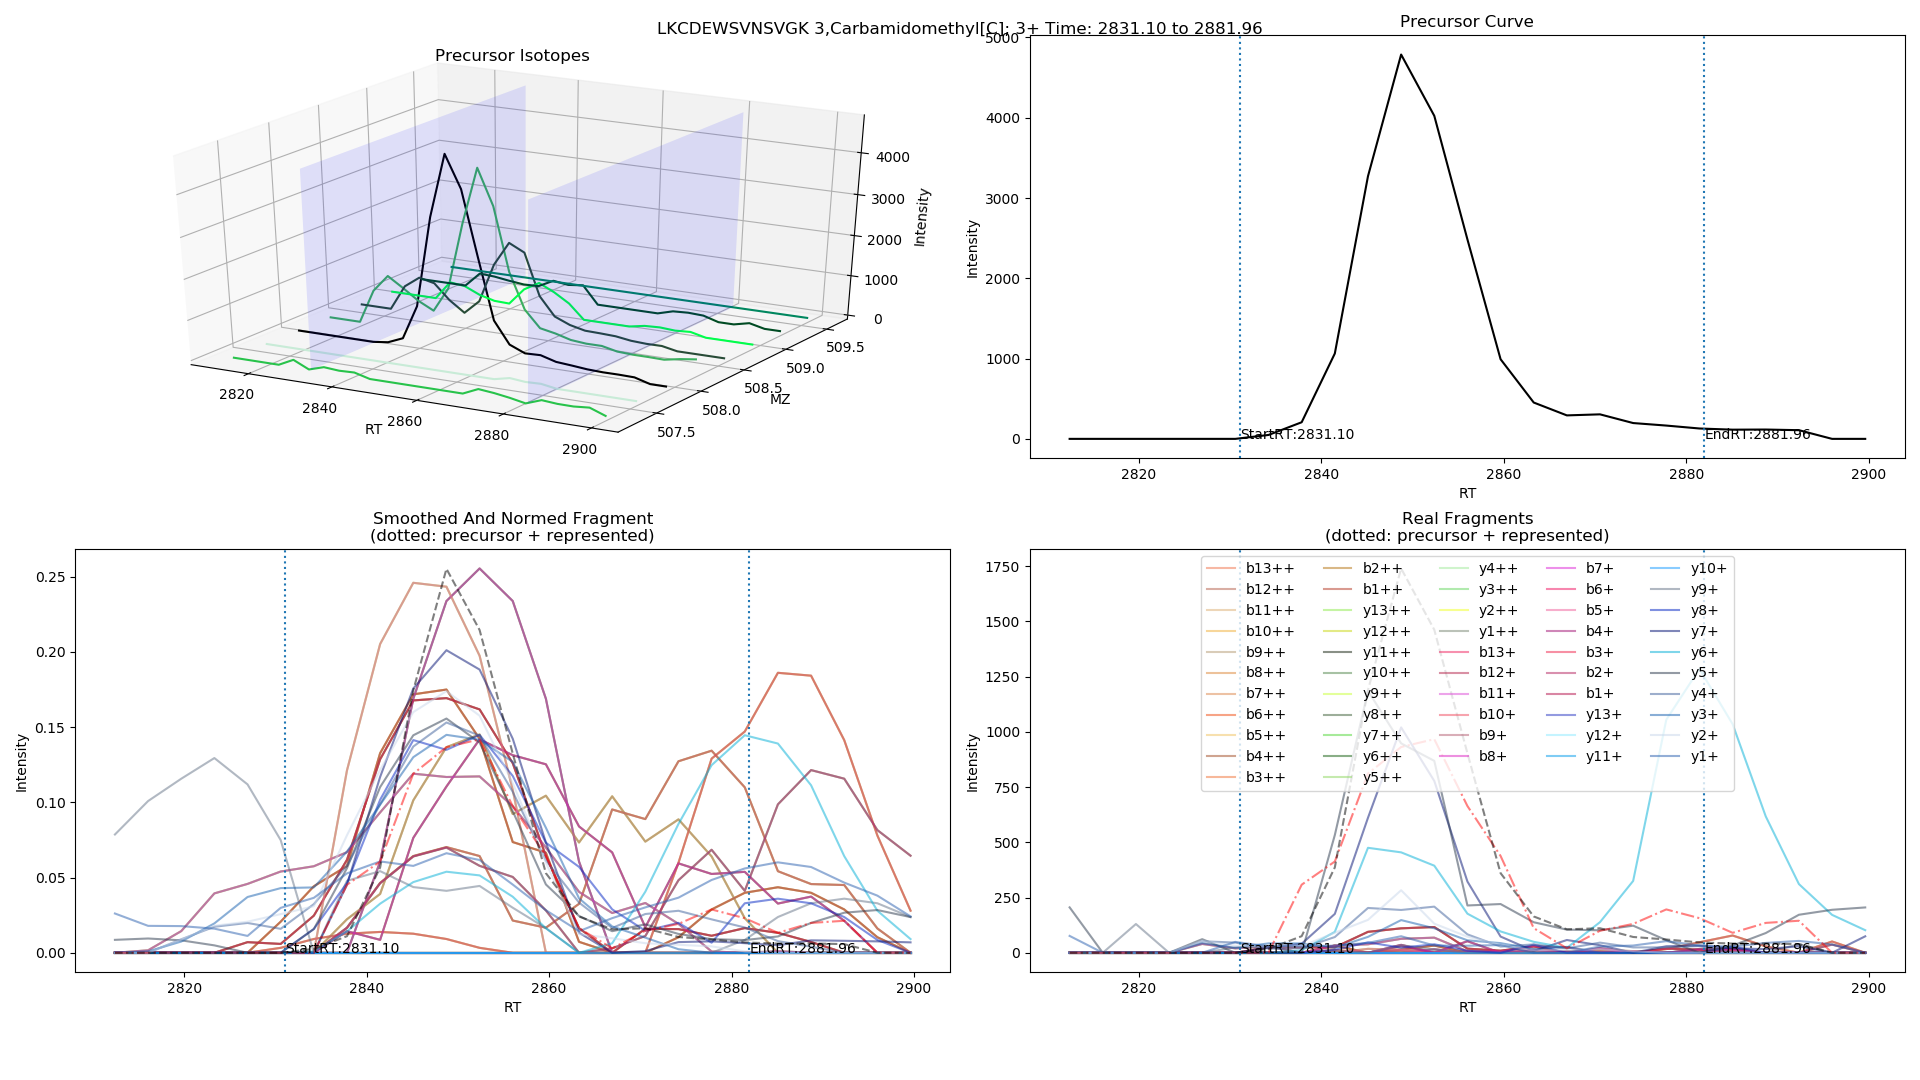 LKCDEWSVNSVGK 3,Carbamidomethyl[C]; 3+ Time: 2831.10 to 2881.96
Precursor Isotopes
4000
3000
2000
1000
0
Intensity
2820
2840
2860
2880
2900
RT
507.5
508.0
508.5
509.0
509.5
MZ
Precursor Curve
5000
4000
3000
2000
1000
0
Intensity
StartRT:2831.10
EndRT:2881.96
2820
2840
2860
2880
2900
RT
Smoothed And Normed Fragment
(dotted: precursor + represented)
0.25
0.20
0.15
0.10
0.05
0.00
Intensity
StartRT:2831.10
EndRT:2881.96
2820
2840
2860
2880
2900
RT
Real Fragments
(dotted: precursor + represented)
1750
1500
1250
1000
750
500
250
0
Intensity
b13++
b12++
b11++
b10++
b9++
b8++
b7++
b6++
b5++
b4++
b3++
b2++
b1++
y13++
y12++
y11++
y10++
y9++
y8++
y7++
y6++
y5++
y4++
y3++
y2++
y1++
b13+
b12+
b11+
b10+
b9+
b8+
b7+
b6+
b5+
b4+
b3+
b2+
b1+
y13+
y12+
y11+
y10+
y9+
y8+
y7+
y6+
y5+
y4+
y3+
y2+
y1+
StartRT:2831.10
EndRT:2881.96
2820
2840
2860
2880
2900
RT